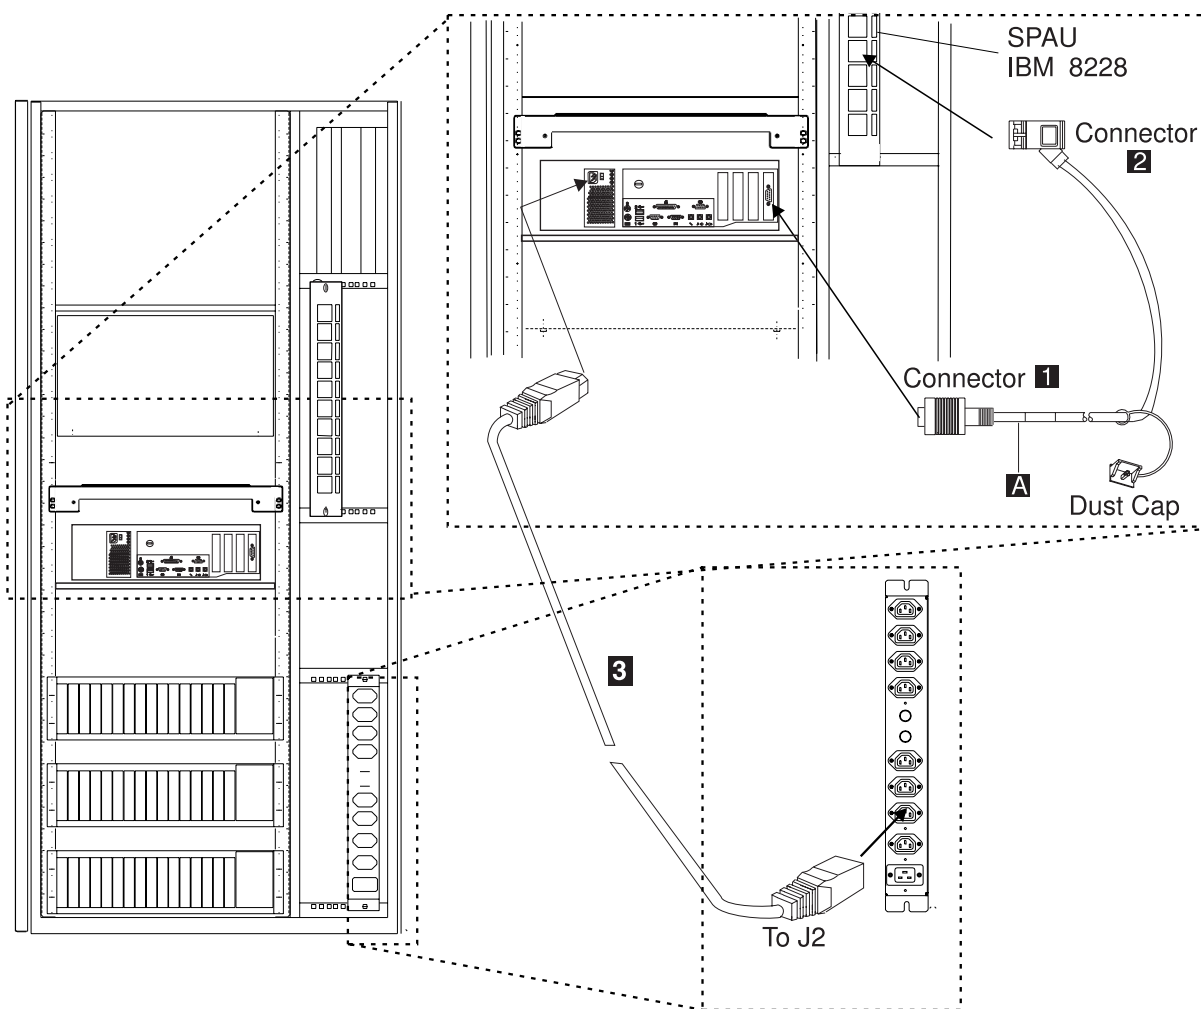 SPAU
IBM 8228
Connector
2
Connector 1
A
Dust Cap
3
To J2